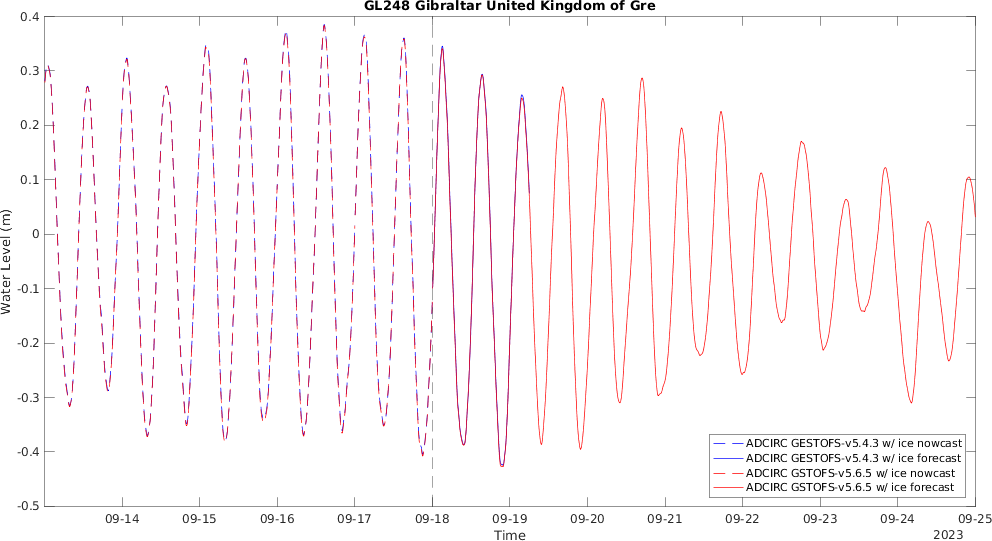 GL248 Gibraltar United Kingdom of Gre
0.4
0.3
0.2
0.1
0
-0.1
-0.2
-0.3
-0.4
-0.5
Water Level (m)
09-14 09-15 09-16 09-17 09-18 09-19 09-20 09-21 09-22 09-23 09-24 09-25
Time
2023
ADCIRC GESTOFS-v5.4.3 w/ ice nowcast
ADCIRC GESTOFS-v5.4.3 w/ ice forecast
ADCIRC GSTOFS-v5.6.5 w/ ice nowcast
ADCIRC GSTOFS-v5.6.5 w/ ice forecast